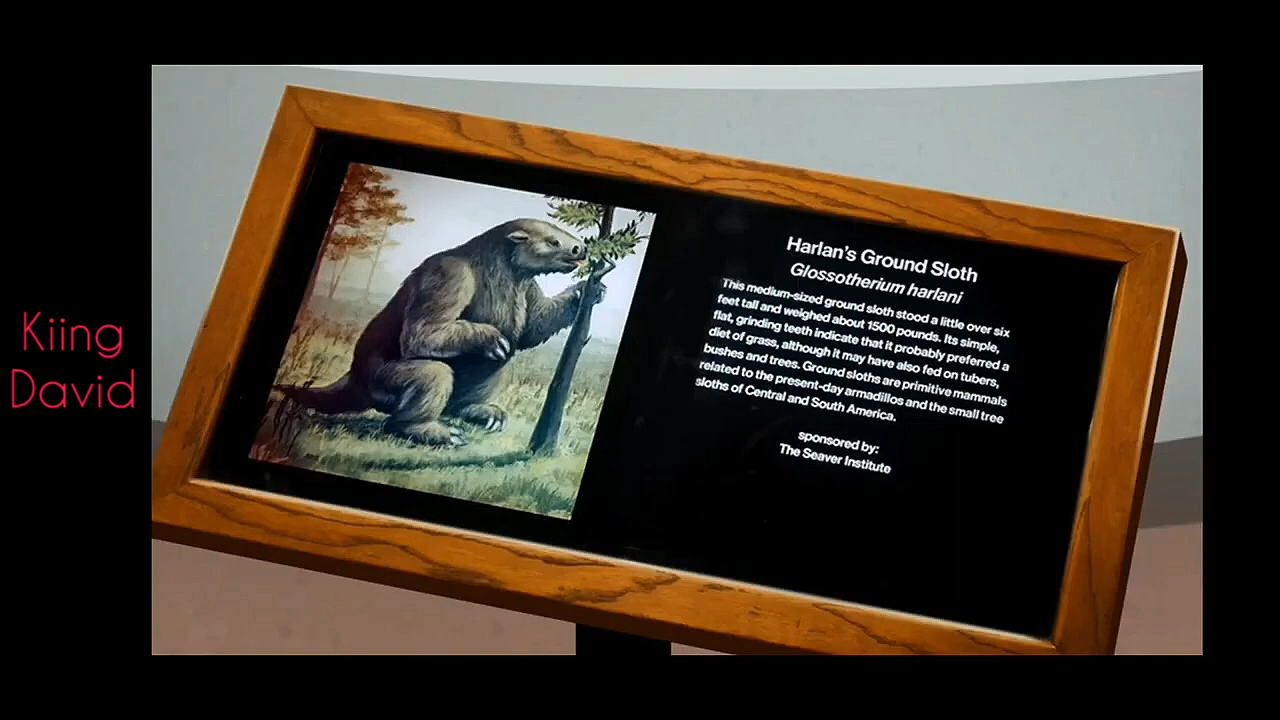 Kiing
David
Harlan's Ground Sloth
Glossotherium harlani
This medium-sized ground sloth stood a little over six
feet tall and weighed about 1500 pounds. Its simple,
flat, grinding teeth indicate that it probably preferred a
diet of grass, although it may have also fed on tubers,
bushes and trees. Ground sloths are primitive mammals
related to the present-day armadillos and the small tree
sloths of Central and South America.
sponsored by:
The Seaver Institute